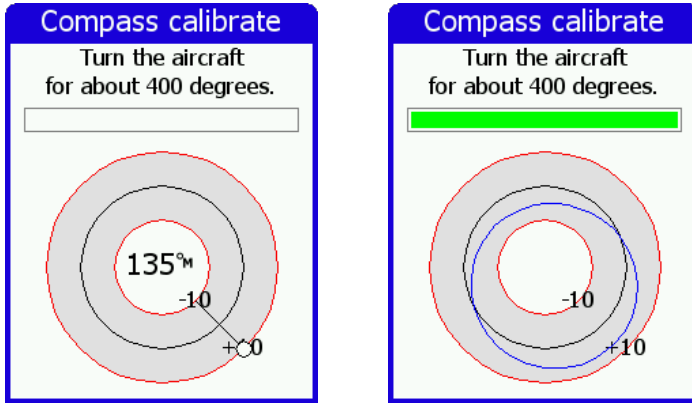 Compass calibrate
Turn the aircraft
for about 400 degrees.
135°M
-10
+10
Compass calibrate
Turn the aircraft
for about 400 degrees.
-10
+10